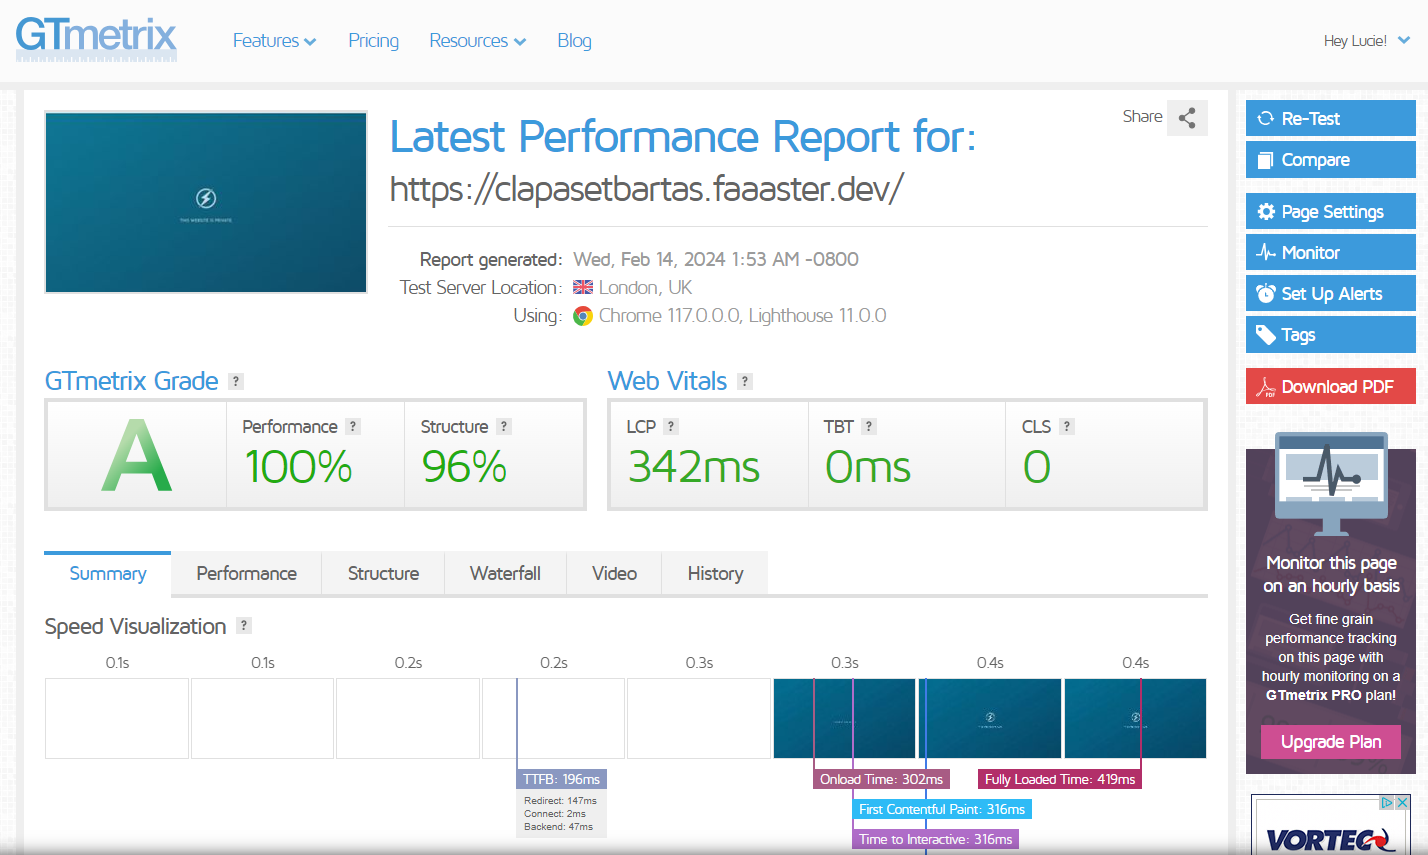 GTmetrix
Features
Pricing
Resources
Blog
Hey Lucie!
THIS WEBSITE IS PRIVATE
Latest Performance Report for:
https://clapasetbartas.faaaster.dev/
Share
Report generated: Wed, Feb 14, 2024 1:53 AM -0800
Test Server Location: London, UK
Using: Chrome 117.0.0.0, Lighthouse 11.0.0
Re-Test
Compare
Page Settings
Monitor
Set Up Alerts
Tags
PDF
Download PDF
GTmetrix Grade ?
A
Performance ?
100%
Structure ?
96%
Web Vitals ?
LCP ?
342ms
TBT ?
0ms
CLS ?
0
Summary
Performance
Structure
Waterfall
Video
History
Speed Visualization ?
0.1s 0.1s 0.2s 0.2s 0.3s 0.3s 0.4s 0.4s
TTFB: 196ms
Redirect: 147ms
Connect: 2ms
Backend: 47ms
Onload Time: 302ms
Fully Loaded Time: 419ms
First Contentful Paint: 316ms
Time to Interactive: 316ms
Monitor this page
on an hourly basis
Get fine grain
performance tracking
on this page with
hourly monitoring on a
GTmetrix PRO plan!
Upgrade Plan
VORTEC